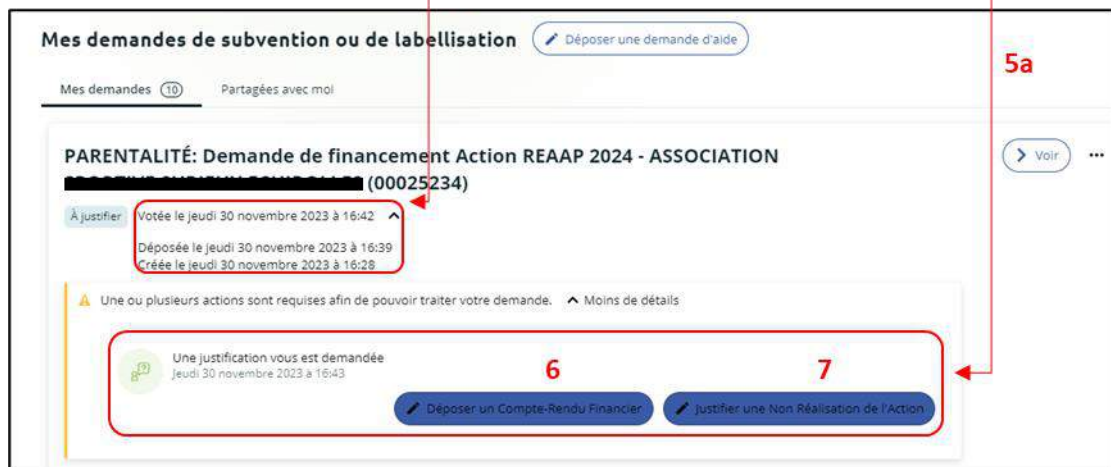 Mes demandes de subvention ou de labellisation Déposer une demande d'aide
5a
Mes demandes 10 Partagées avec moi
PARENTALITÉ: Demande de financement Action REAAP 2024 - ASSOCIATION
(00025234)
Voir ...
À justifier Votée le jeudi 30 novembre 2023 à 16:42
Déposée le jeudi 30 novembre 2023 à 16:39
Créée le jeudi 30 novembre 2023 à 16:28
Une ou plusieurs actions sont requises afin de pouvoir traiter votre demande. Moins de détails
Une justification vous est demandée
Jeudi 30 novembre 2023 à 16:43
6 7
Déposer un Compte-Rendu Financier Justifier une Non Réalisation de l'Action